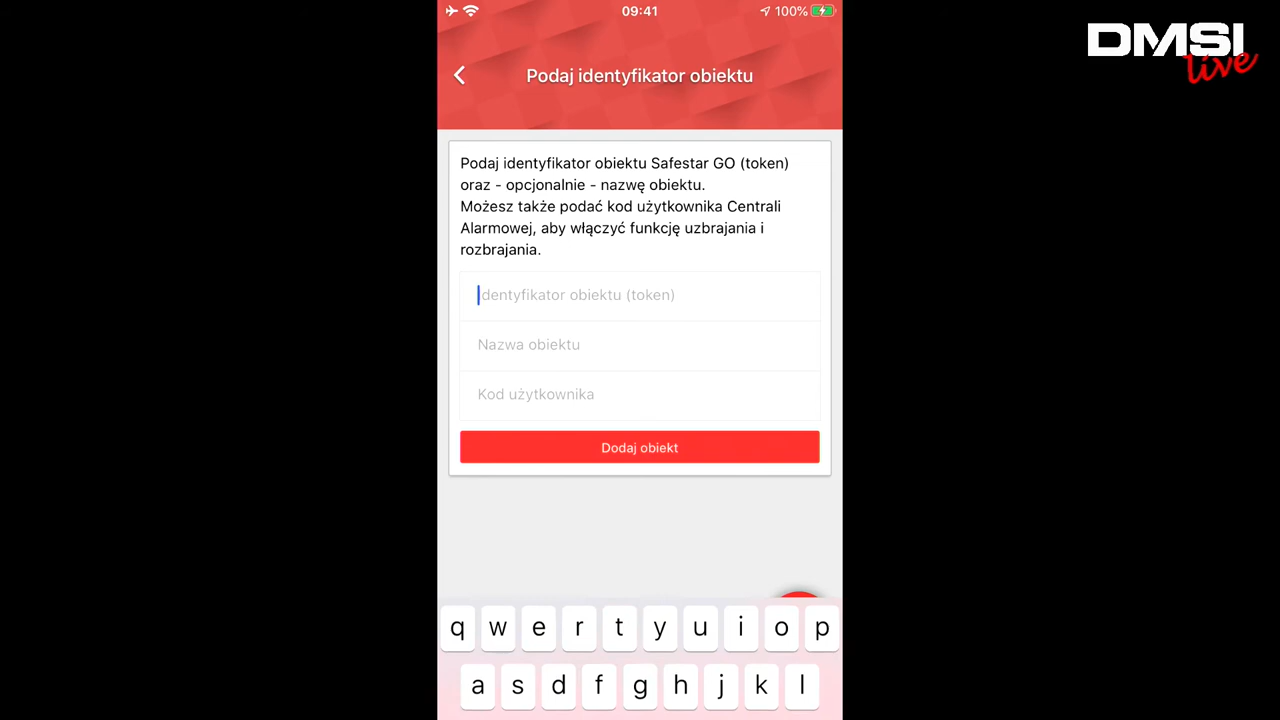 09:41
100%
DMSI
live
Podaj identyfikator obiektu
Podaj identyfikator obiektu Safestar GO (token)
oraz - opcjonalnie - nazwę obiektu.
Możesz także podać kod użytkownika Centrali
Alarmowej, aby włączyć funkcję uzbrajania i
rozbrajania.
Identyfikator obiektu (token)
Nazwa obiektu
Kod użytkownika
Dodaj obiekt
q w e r t y u i o p
a s d f g h j k l